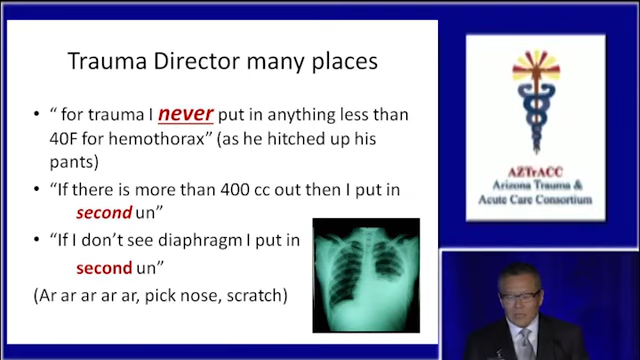 Trauma Director many places
• “ for trauma I never put in anything less than
40F for hemothorax” (as he hitched up his
pants)
• “If there is more than 400 cc out then I put in
second un”
• “If I don’t see diaphragm I put in
second un”
(Ar ar ar ar ar, pick nose, scratch)
AZTrACC
Arizona Trauma &
Acute Care Consortium